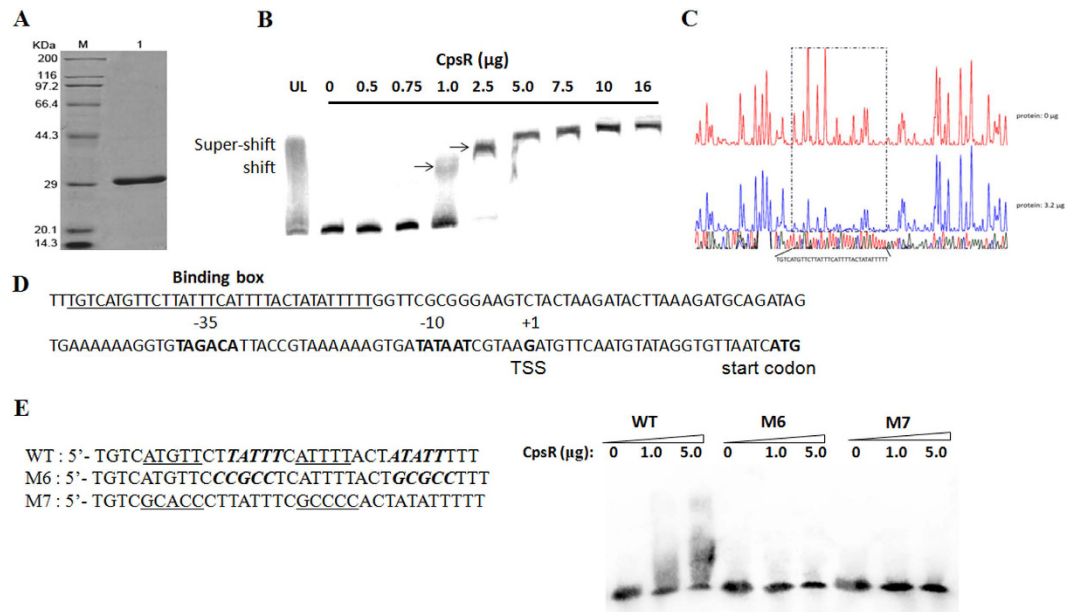 A
KDa M 1
200
116
97.2
66.4
44.3
29
20.1
14.3
B
CpsR (µg)
UL 0 0.5 0.75 1.0 2.5 5.0 7.5 10 16
Super-shift
shift
C
protein: 0 µg
protein: 3.2 µg
TGTCATGTTCTTATTTCATTTTACTATATTTTT
D
Binding box
TTTGTCATGTTCTTATTTCATTTTACTATATTTTTGGTTCGCGGGAAGTCTACTAAGATACTTAAAGATGCAGATAG
-35 -10 +1
TGAAAAAAGGTGTAGACATTACCGTAAAAAAGTGATATAATCGTAAGATGTTCAATGTATAGGTGTTAATCATG
TSS start codon
E
WT : 5’- TGTCATGTTCTTATTTCATTTTACTATATTTTT
M6 : 5’- TGTCATGTTCCCGCCTCATTTTACTGCGCCTTT
M7 : 5’- TGTCGCACCCTTATTTCGCCCCACTATATTTTT
WT M6 M7
CpsR (µg): 0 1.0 5.0 0 1.0 5.0 0 1.0 5.0